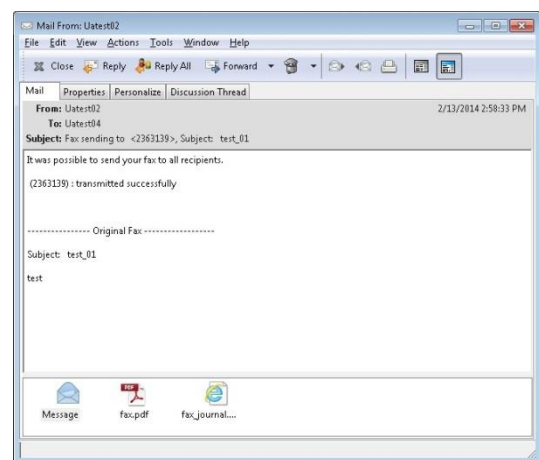 Mail From: Uatest02
File Edit View Actions Tools Window Help
Close Reply Reply All Forward
Mail Properties Personalize Discussion Thread
From: Uatest02 2/13/2014 2:58:33 PM
To: Uatest04
Subject: Fax sending to <2363139>, Subject: test_01
It was possible to send your fax to all recipients.
(2363139) : transmitted successfully
---------------- Original Fax -----------------
Subject: test_01
test
Message fax.pdf fax_journal....